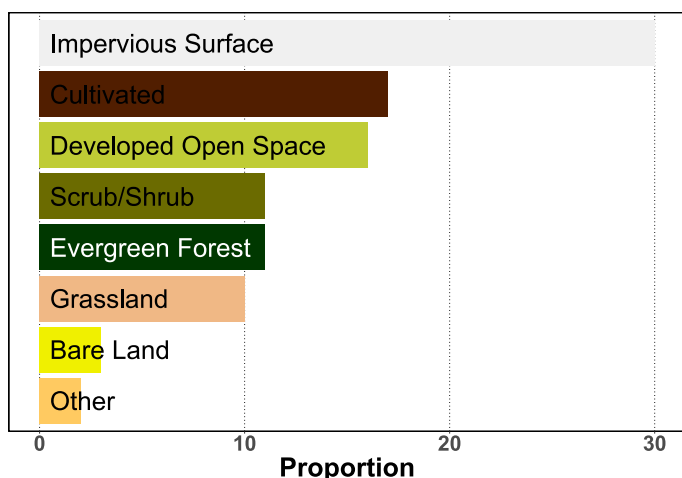 Impervious Surface
Cultivated
Developed Open Space
Scrub/Shrub
Evergreen Forest
Grassland
Bare Land
Other
0 10 20 30
Proportion